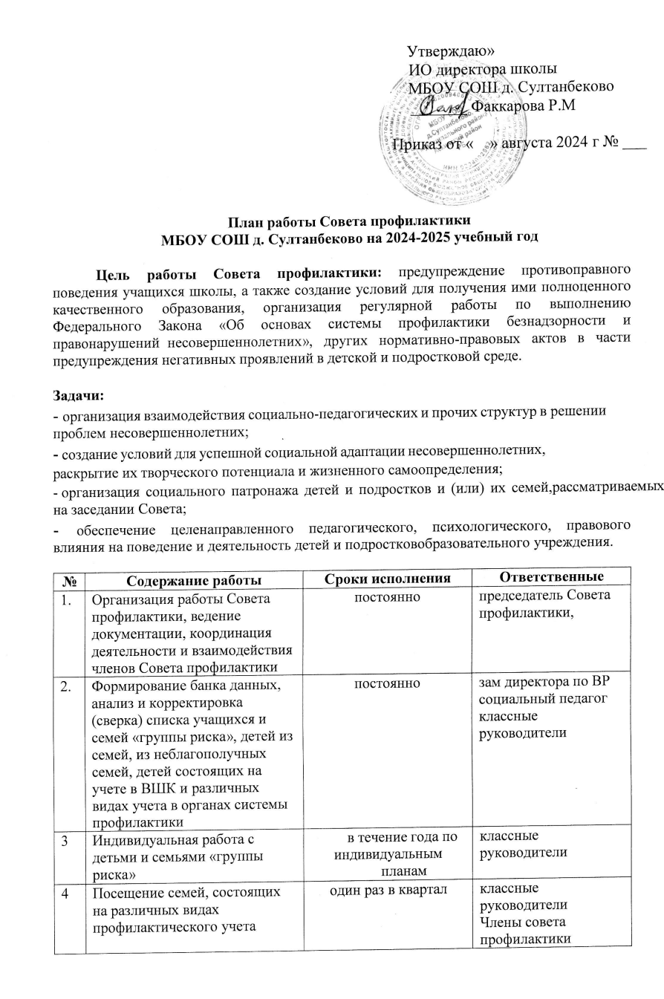 Утверждаю»
ИО директора школы
МБОУ СОШ д. Султанбеково
Факкарова Р.М
Приказ от « » августа 2024 г № ___
План работы Совета профилактики
МБОУ СОШ д. Султанбеково на 2024-2025 учебный год
Цель работы Совета профилактики: предупреждение противоправного
поведения учащихся школы, а также создание условий для получения ими полноценного
качественного образования, организация регулярной работы по выполнению
Федерального Закона «Об основах системы профилактики безнадзорности и
правонарушений несовершеннолетних», других нормативно-правовых актов в части
предупреждения негативных проявлений в детской и подростковой среде.
Задачи:
- организация взаимодействия социально-педагогических и прочих структур в решении
проблем несовершеннолетних;
- создание условий для успешной социальной адаптации несовершеннолетних,
раскрытие их творческого потенциала и жизненного самоопределения;
- организация социального патронажа детей и подростков и (или) их семей,рассматриваемых
на заседании Совета;
- обеспечение целенаправленного педагогического, психологического, правового
влияния на поведение и деятельность детей и подростковобразовательного учреждения.
№ Содержание работы Сроки исполнения Ответственные
1. Организация работы Совета постоянно председатель Совета
профилактики, ведение профилактики,
документации, координация
деятельности и взаимодействия
членов Совета профилактики
2. Формирование банка данных, постоянно зам директора по ВР
анализ и корректировка социальный педагог
(сверка) списка учащихся и классные
семей «группы риска», детей из руководители
семей, из неблагополучных
семей, детей состоящих на
учете в ВШК и различных
видах учета в органах системы
профилактики
3 Индивидуальная работа с в течение года по классные
детьми и семьями «группы индивидуальным руководители
риска» планам
4 Посещение семей, состоящих один раз в квартал классные
на различных видах руководители
профилактического учета Члены совета
профилактики